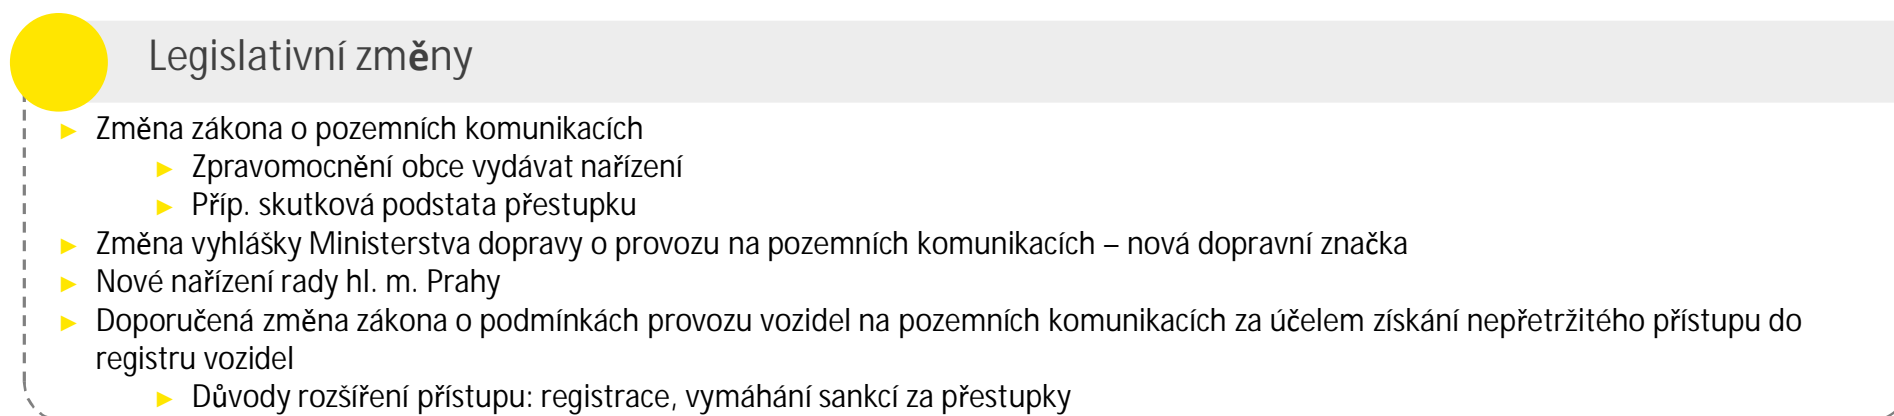 Legislativní změny
► Změna zákona o pozemních komunikacích
► Zpravomocnění obce vydávat nařízení
► Příp. skutková podstata přestupku
► Změna vyhlášky Ministerstva dopravy o provozu na pozemních komunikacích – nová dopravní značka
► Nové nařízení rady hl. m. Prahy
► Doporučená změna zákona o podmínkách provozu vozidel na pozemních komunikacích za účelem získání nepřetržitého přístupu do
registru vozidel
► Důvody rozšíření přístupu: registrace, vymáhání sankcí za přestupky